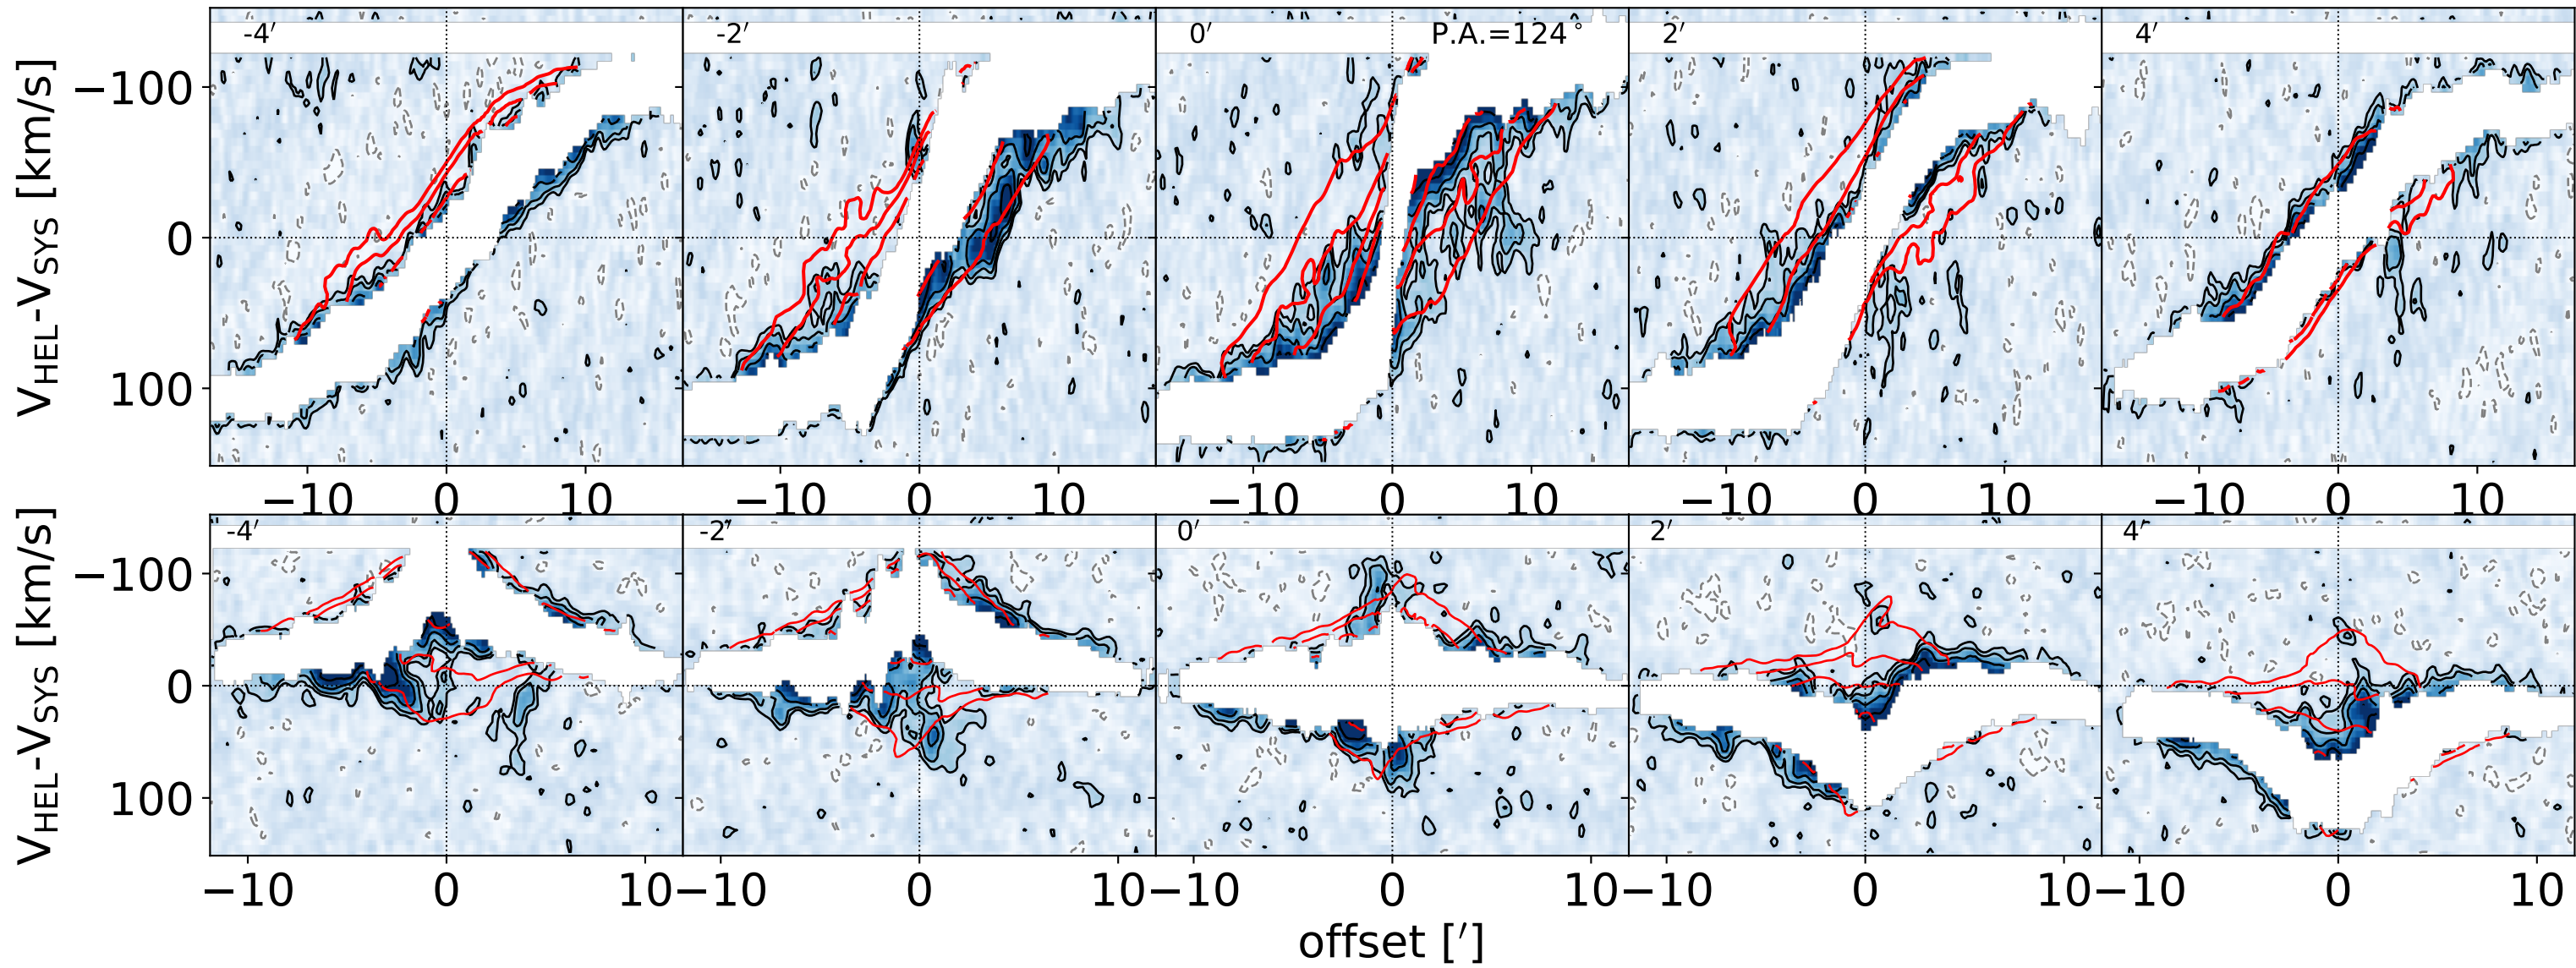 -4′ -2′ 0′ P.A.=124° 2′ 4′
V_HEL-V_SYS [km/s]
−100
0
100
−10 0 10 −10 0 10 −10 0 10 −10 0 10 −10 0 10
-4′ -2′ 0′ 2′ 4′
V_HEL-V_SYS [km/s]
−100
0
100
−10 0 10 −10 0 10 −10 0 10 −10 0 10 −10 0 10
offset [′]